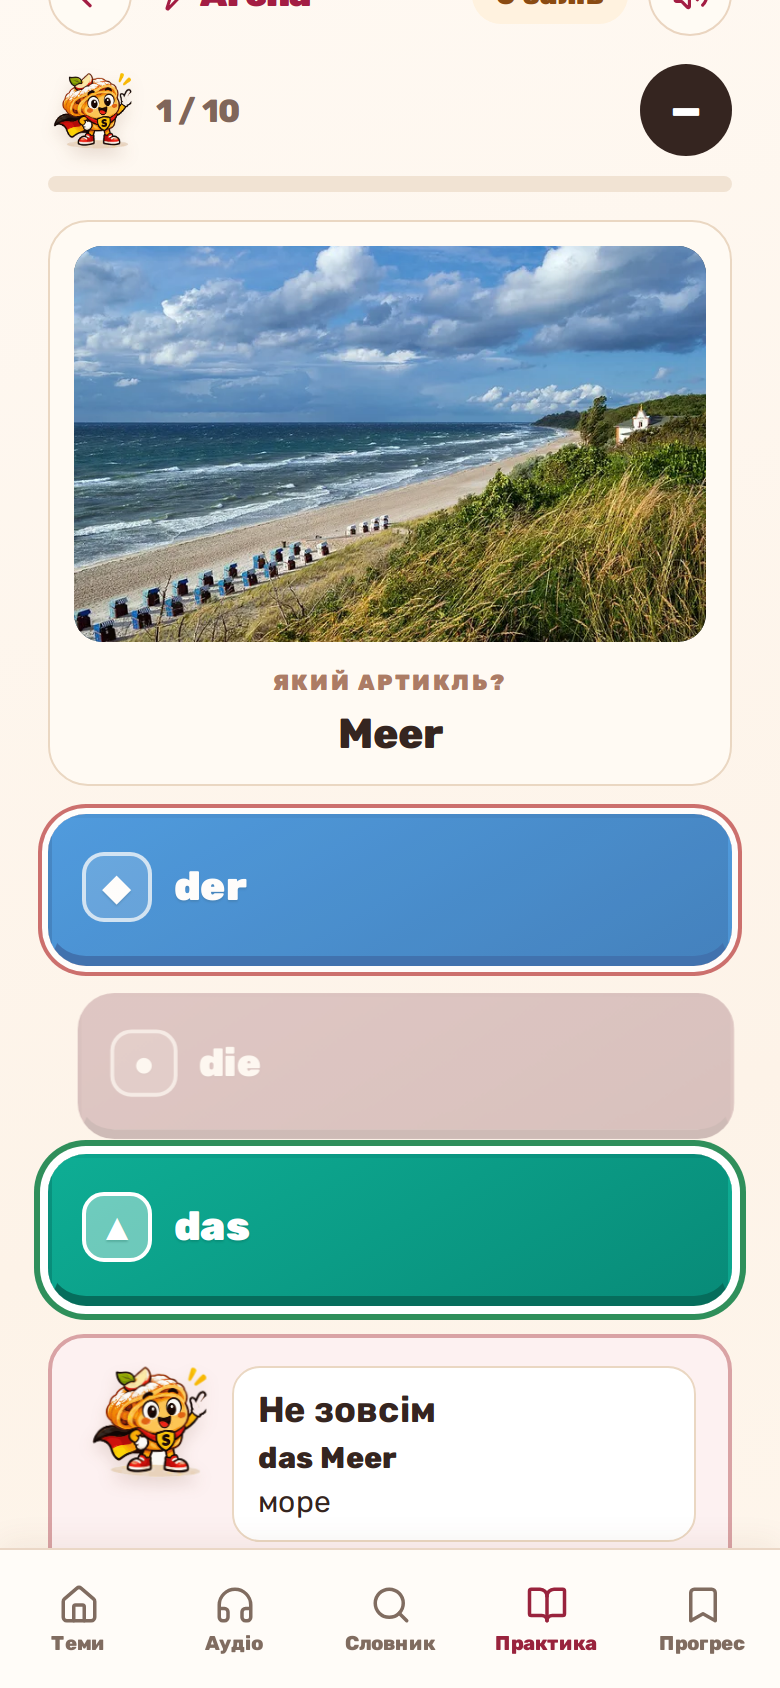 1 / 10
ЯКИЙ АРТИКЛЬ?
Meer
der
die
das
S
Не зовсім
das Meer
море
Теми
Аудіо
Словник
Практика
Прогрес